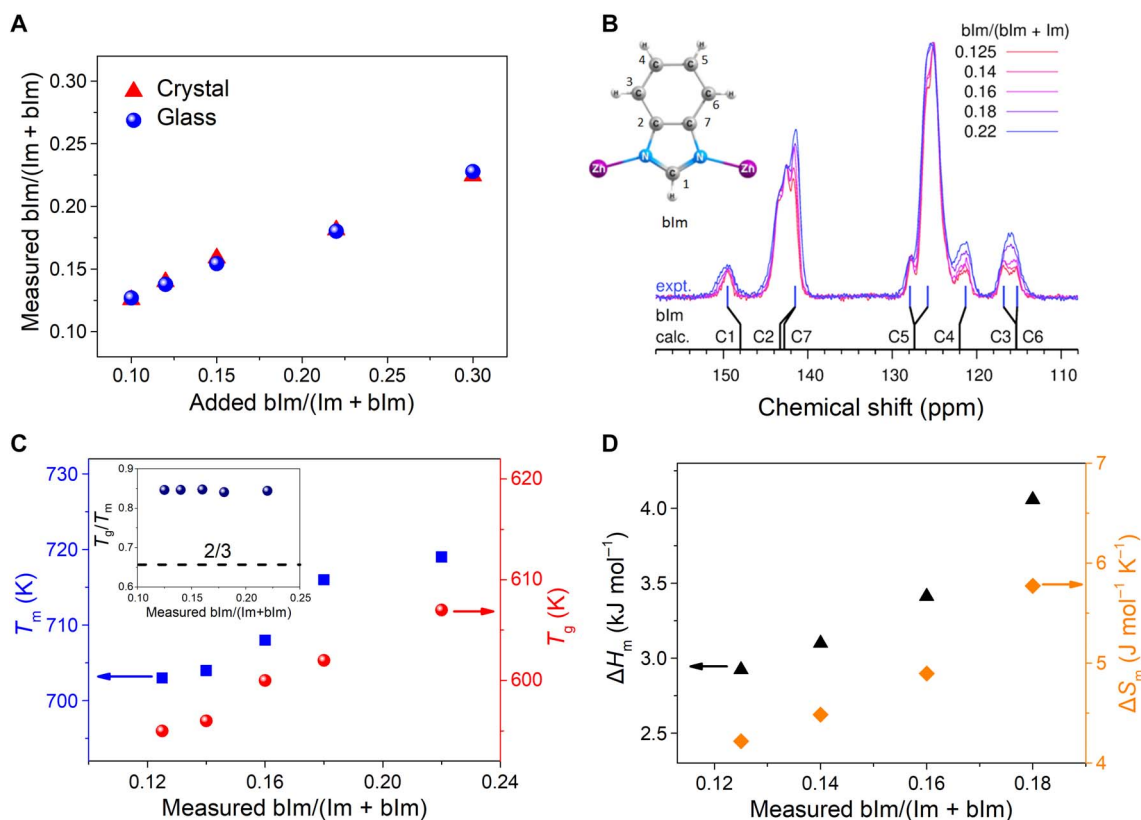 A
Crystal
Glass
Measured bIm/(Im + bIm)
0.30
0.25
0.20
0.15
0.10
0.10
0.15
0.20
0.25
0.30
Added bIm/(Im + bIm)
B
bIm/(bIm + Im)
0.125
0.14
0.16
0.18
0.22
H
H
4
5
C
C
H
3
C
C
6
H
2
C
C
7
N
N
Zn
Zn
C
1
H
bIm
expt.
bIm
calc.
C1
C2
C7
C5
C4
C3
C6
150
140
130
120
110
Chemical shift (ppm)
C
730
720
710
700
Tm (K)
0.9
0.8
0.7
0.6
Tg/Tm
2/3
0.10
0.15
0.20
0.25
Measured bIm/(Im+bIm)
620
610
600
Tg (K)
0.12
0.16
0.20
0.24
Measured bIm/(Im + bIm)
D
4.0
3.5
3.0
2.5
ΔHm (kJ mol⁻¹)
7
6
5
4
ΔSm (J mol⁻¹ K⁻¹)
0.12
0.14
0.16
0.18
Measured bIm/(Im + bIm)